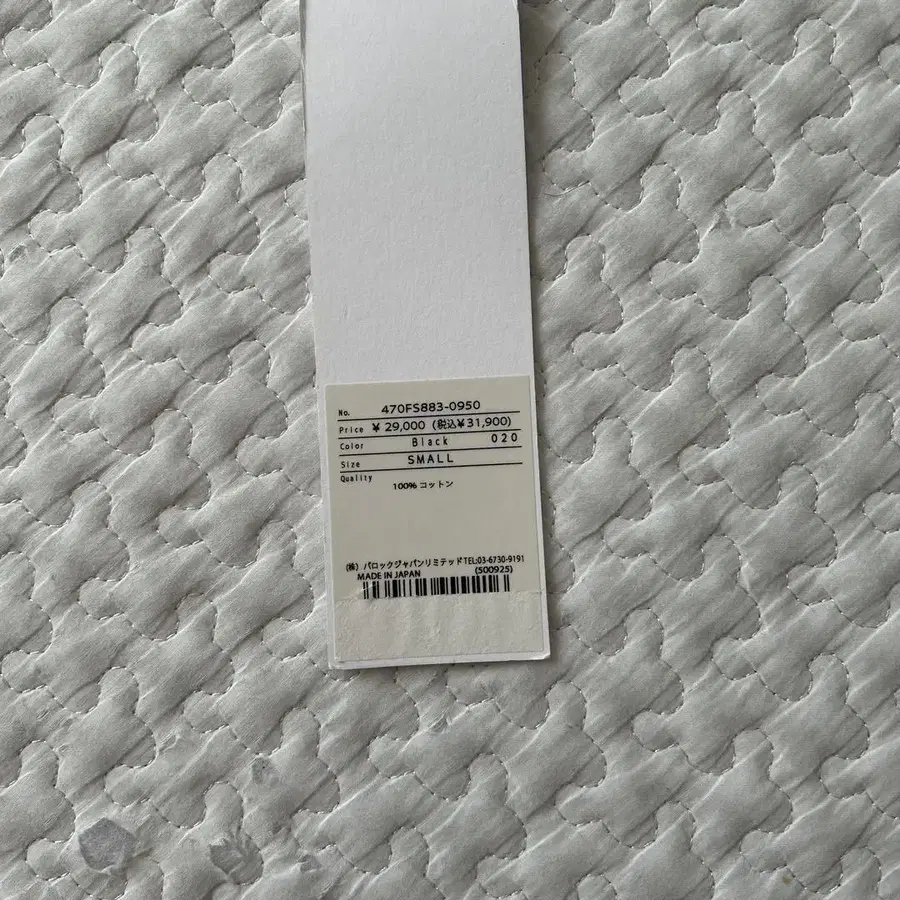 No. 470FS883-0950
Price ¥ 29,000 (税込¥31,900)
Color Black 020
Size SMALL
Quality
100% コットン
(株) バロックジャパンリミテッドTEL:03-6730-9191
MADE IN JAPAN (500925)